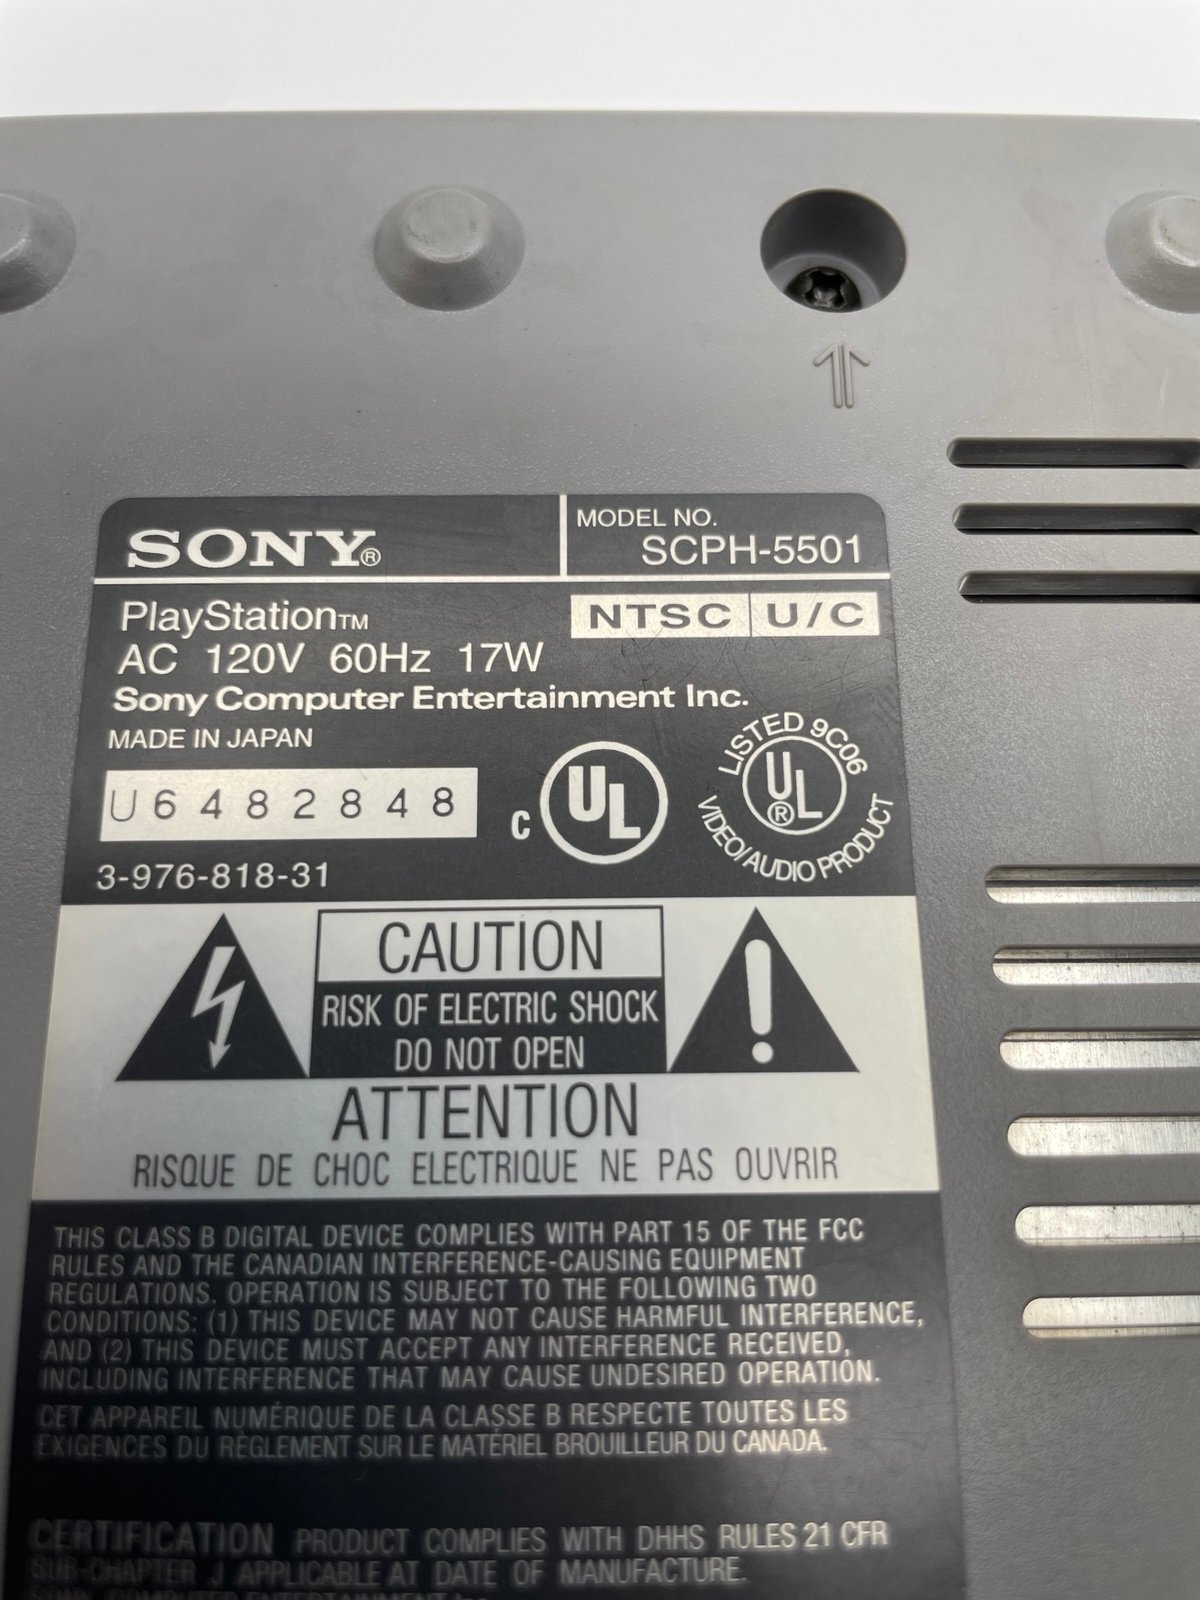 SONY®
MODEL NO.
SCPH-5501
PlayStation™
NTSC U/C
AC 120V 60Hz 17W
Sony Computer Entertainment Inc.
MADE IN JAPAN
U6482848
C UL
LISTED 9C06
UL®
VIDEO/AUDIO PRODUCT
3-976-818-31
CAUTION
RISK OF ELECTRIC SHOCK
DO NOT OPEN
ATTENTION
RISQUE DE CHOC ELECTRIQUE NE PAS OUVRIR
THIS CLASS B DIGITAL DEVICE COMPLIES WITH PART 15 OF THE FCC
RULES AND THE CANADIAN INTERFERENCE-CAUSING EQUIPMENT
REGULATIONS. OPERATION IS SUBJECT TO THE FOLLOWING TWO
CONDITIONS: (1) THIS DEVICE MAY NOT CAUSE HARMFUL INTERFERENCE,
AND (2) THIS DEVICE MUST ACCEPT ANY INTERFERENCE RECEIVED,
INCLUDING INTERFERENCE THAT MAY CAUSE UNDESIRED OPERATION.
CET APPAREIL NUMÉRIQUE DE LA CLASSE B RESPECTE TOUTES LES
EXIGENCES DU RÈGLEMENT SUR LE MATÉRIEL BROUILLEUR DU CANADA.
CERTIFICATION PRODUCT COMPLIES WITH DHHS RULES 21 CFR
SUB-CHAPTER J APPLICABLE AT DATE OF MANUFACTURE.
SONY COMPUTER ENTERTAINMENT Inc.